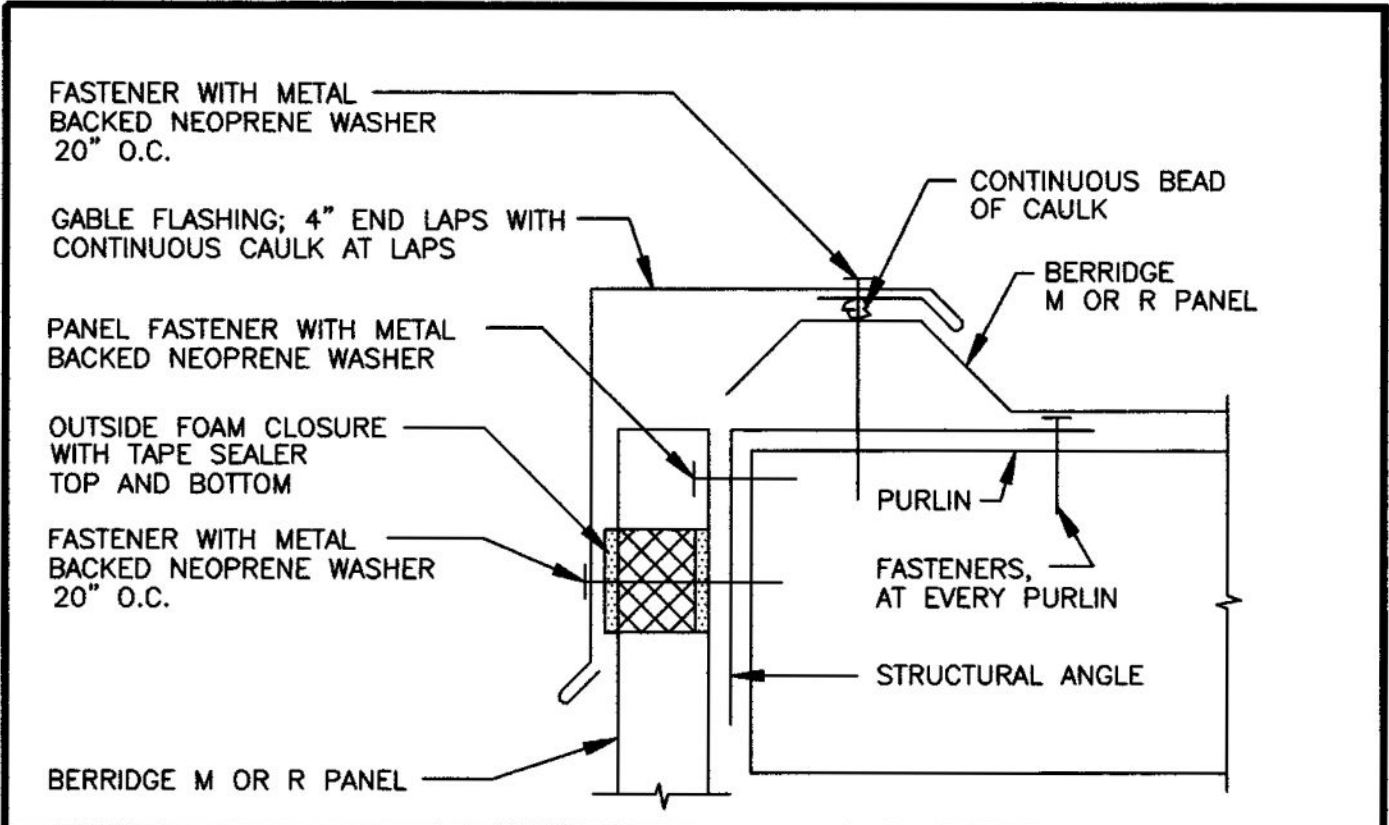 FASTENER WITH METAL
BACKED NEOPRENE WASHER
20" O.C.
GABLE FLASHING; 4" END LAPS WITH
CONTINUOUS CAULK AT LAPS
PANEL FASTENER WITH METAL
BACKED NEOPRENE WASHER
OUTSIDE FOAM CLOSURE
WITH TAPE SEALER
TOP AND BOTTOM
FASTENER WITH METAL
BACKED NEOPRENE WASHER
20" O.C.
BERRIDGE M OR R PANEL
CONTINUOUS BEAD
OF CAULK
BERRIDGE
M OR R PANEL
PURLIN
FASTENERS,
AT EVERY PURLIN
STRUCTURAL ANGLE